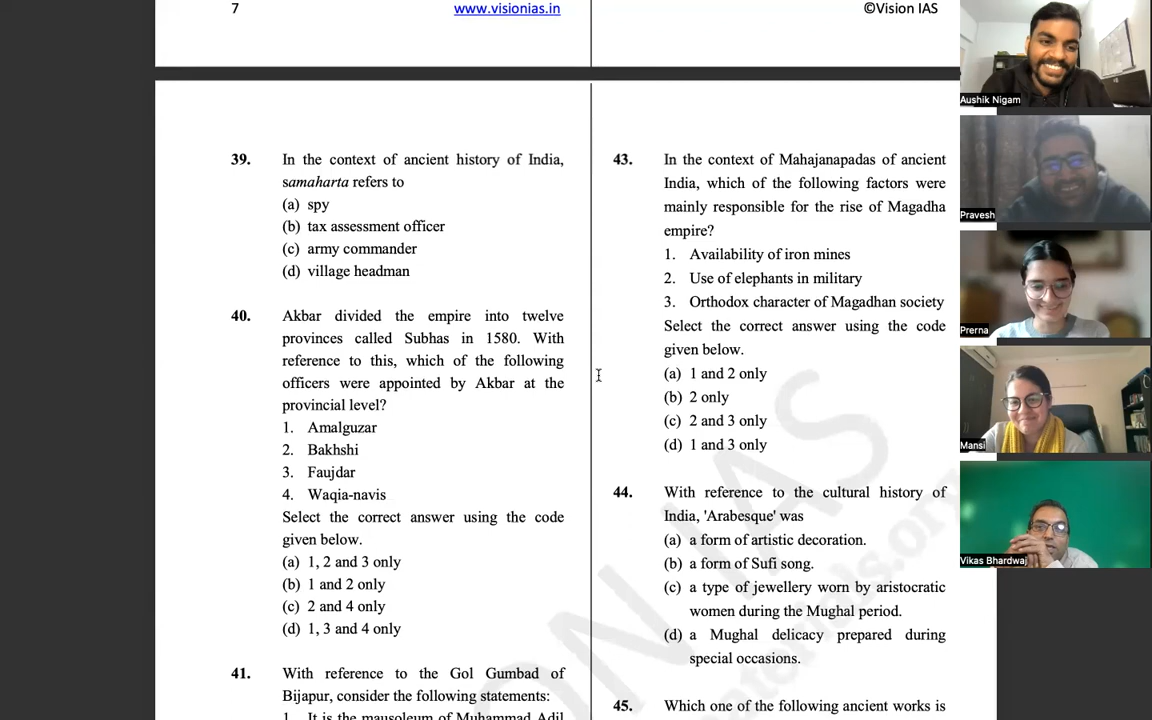 7
www.visionias.in
©Vision IAS
39. In the context of ancient history of India,
samaharta refers to
(a) spy
(b) tax assessment officer
(c) army commander
(d) village headman
40. Akbar divided the empire into twelve
provinces called Subhas in 1580. With
reference to this, which of the following
officers were appointed by Akbar at the
provincial level?
1. Amalguzar
2. Bakhshi
3. Faujdar
4. Waqia-navis
Select the correct answer using the code
given below.
(a) 1, 2 and 3 only
(b) 1 and 2 only
(c) 2 and 4 only
(d) 1, 3 and 4 only
41. With reference to the Gol Gumbad of
Bijapur, consider the following statements:
1. It is the mausoleum of Muhammad Adil
43. In the context of Mahajanapadas of ancient
India, which of the following factors were
mainly responsible for the rise of Magadha
empire?
1. Availability of iron mines
2. Use of elephants in military
3. Orthodox character of Magadhan society
Select the correct answer using the code
given below.
(a) 1 and 2 only
(b) 2 only
(c) 2 and 3 only
(d) 1 and 3 only
44. With reference to the cultural history of
India, 'Arabesque' was
(a) a form of artistic decoration.
(b) a form of Sufi song.
(c) a type of jewellery worn by aristocratic
women during the Mughal period.
(d) a Mughal delicacy prepared during
special occasions.
45. Which one of the following ancient works is
Aushik Nigam
Pravesh
Prerna
Mansi
Vikas Bhardwaj